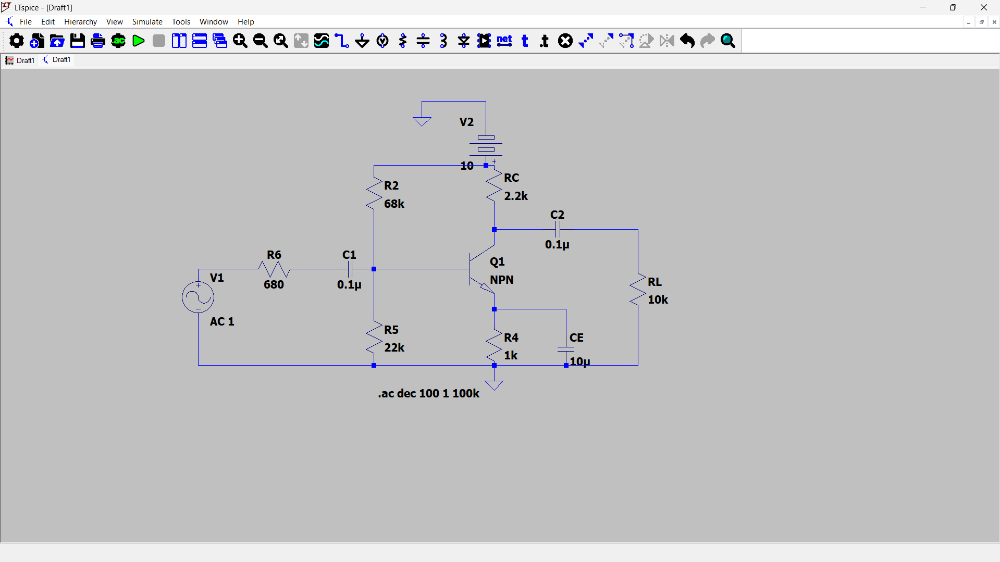 LTspice - [Draft1]
File Edit Hierarchy View Simulate Tools Window Help
.ac
net
t
.t
Draft1
Draft1
V2
10
R2
68k
RC
2.2k
C2
0.1µ
R6
680
C1
0.1µ
V1
AC 1
Q1
NPN
RL
10k
R5
22k
R4
1k
CE
10µ
.ac dec 100 1 100k